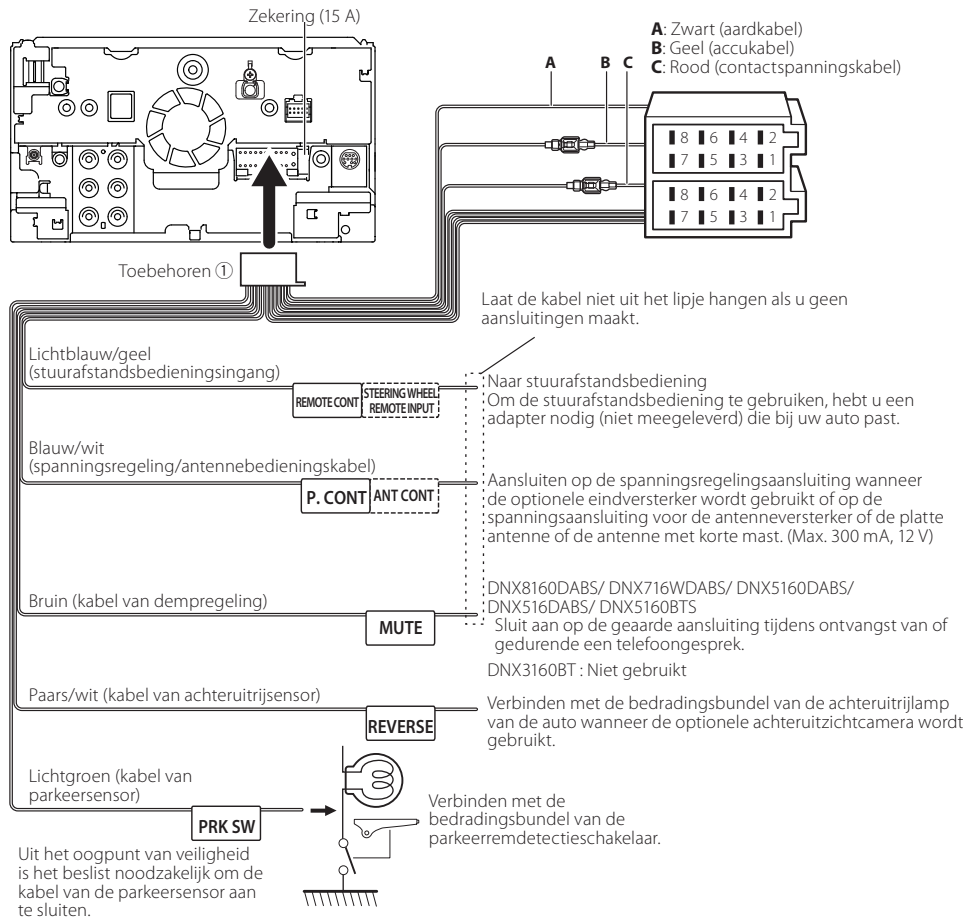 Zekering (15 A)
A: Zwart (aardkabel)
B: Geel (accukabel)
C: Rood (contactspanningskabel)
A
B
C
8 6 4 2
7 5 3 1
8 6 4 2
7 5 3 1
Toebehoren ①
Laat de kabel niet uit het lipje hangen als u geen
aansluitingen maakt.
Lichtblauw/geel
(stuurafstandsbedieningsingang)
REMOTE CONT
STEERING WHEEL
REMOTE INPUT
Naar stuurafstandsbediening
Om de stuurafstandsbediening te gebruiken, hebt u een
adapter nodig (niet meegeleverd) die bij uw auto past.
Blauw/wit
(spanningsregeling/antennebedieningskabel)
P. CONT
ANT CONT
Aansluiten op de spanningsregelingsaansluiting wanneer
de optionele eindversterker wordt gebruikt of op de
spanningsaansluiting voor de antenneversterker of de platte
antenne of de antenne met korte mast. (Max. 300 mA, 12 V)
Bruin (kabel van dempregeling)
MUTE
DNX8160DABS/ DNX716WDABS/ DNX5160DABS/
DNX516DABS/ DNX5160BTS
Sluit aan op de geaarde aansluiting tijdens ontvangst van of
gedurende een telefoongesprek.
DNX3160BT : Niet gebruikt
Paars/wit (kabel van achteruitrijsensor)
REVERSE
Verbinden met de bedradingsbundel van de achteruitrijlamp
van de auto wanneer de optionele achteruitzichtcamera wordt
gebruikt.
Lichtgroen (kabel van
parkeersensor)
PRK SW
Verbinden met de
bedradingsbundel van de
parkeerremdetectieschakelaar.
Uit het oogpunt van veiligheid
is het beslist noodzakelijk om de
kabel van de parkeersensor aan
te sluiten.